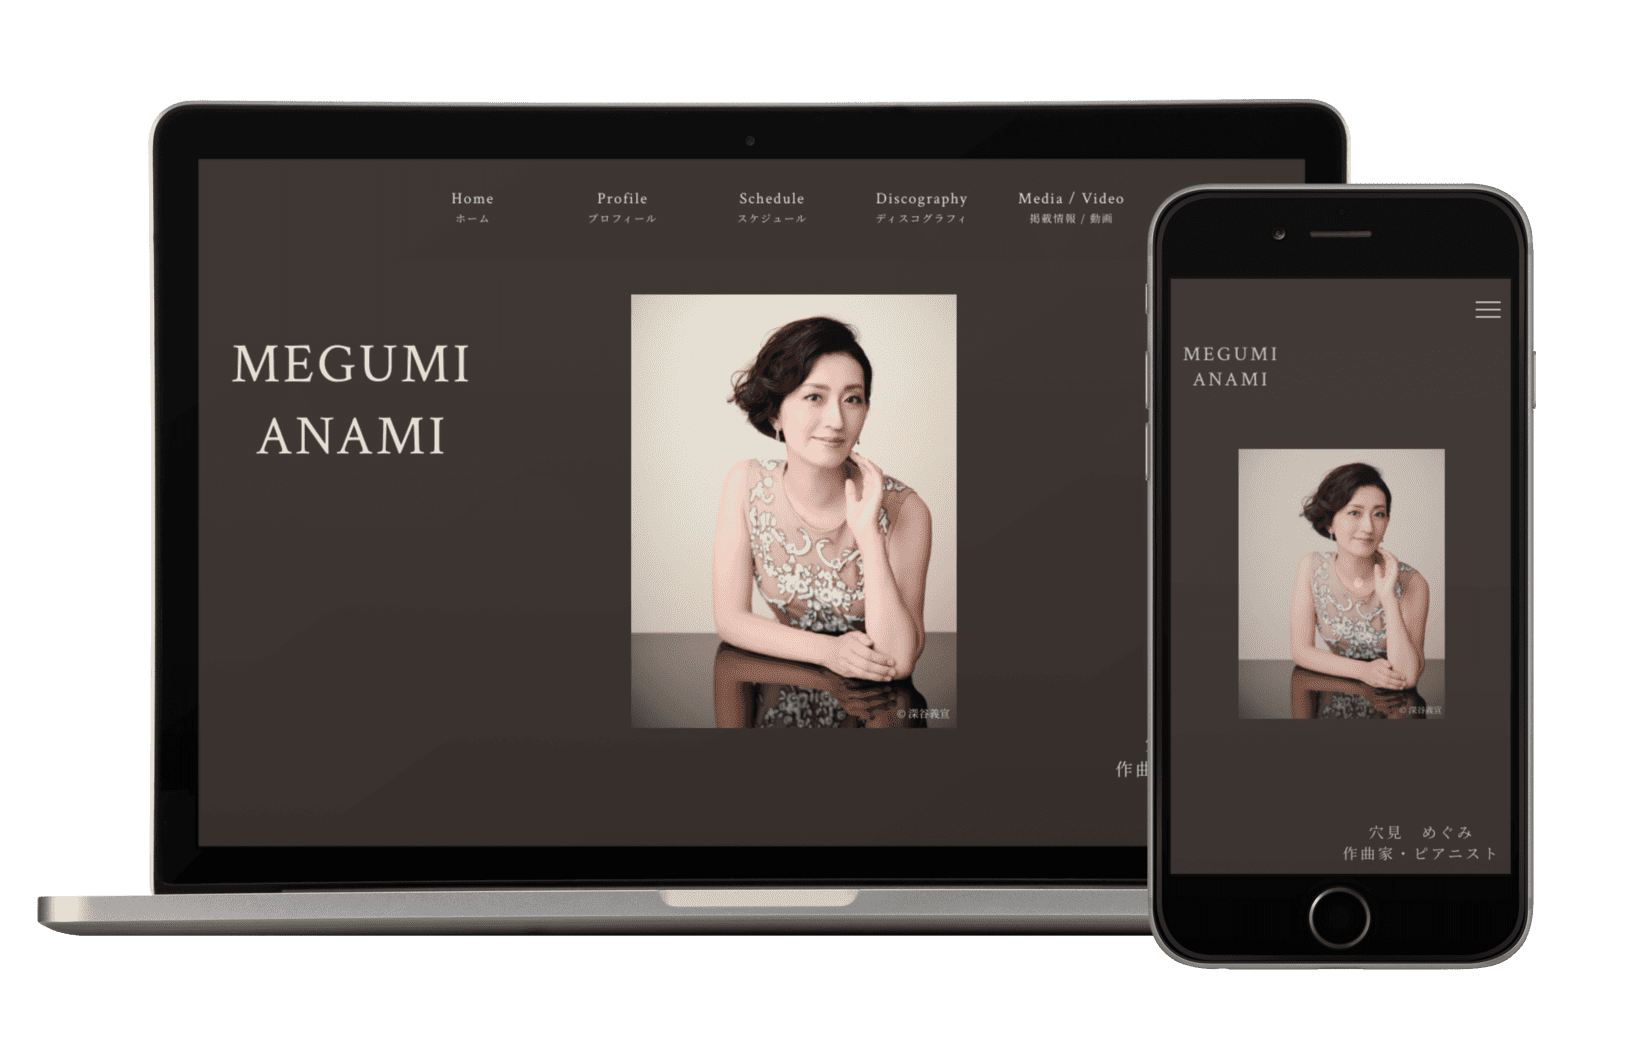 Home
ホーム
Profile
プロフィール
Schedule
スケジュール
Discography
ディスコグラフィ
Media / Video
掲載情報 / 動画
MEGUMI
ANAMI
© 深谷義宣
作曲
MEGUMI
ANAMI
© 深谷義宣
穴見　めぐみ
作曲家・ピアニスト